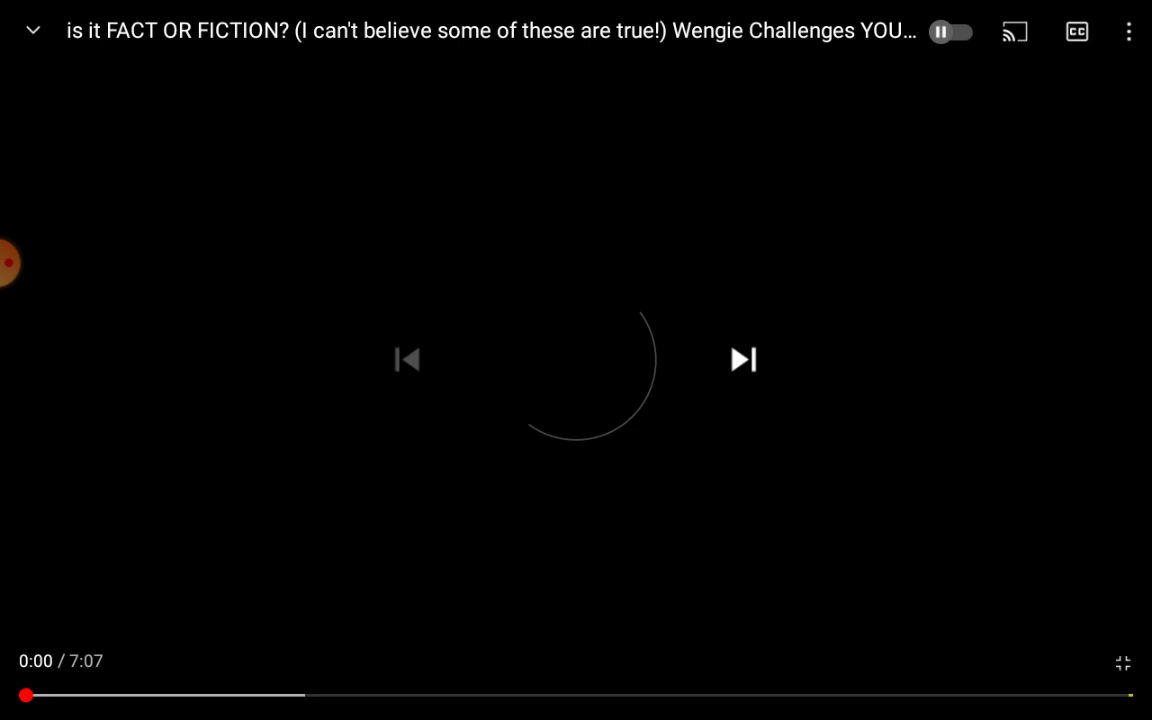 is it FACT OR FICTION? (I can't believe some of these are true!) Wengie Challenges YOU...
CC
0:00 / 7:07